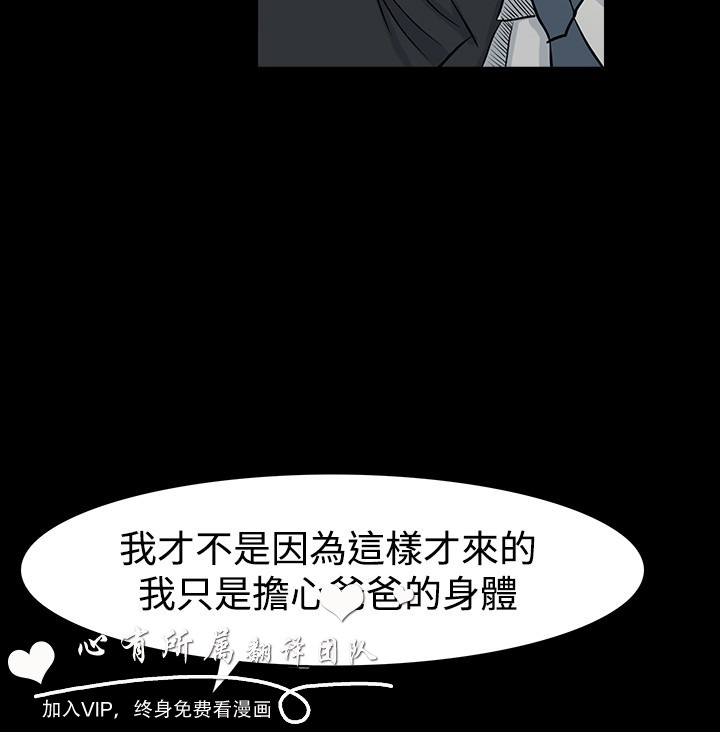 我才不是因為這樣才來的
我只是擔心爸爸的身體
心有所属翻译团队
加入VIP，终身免费看漫画